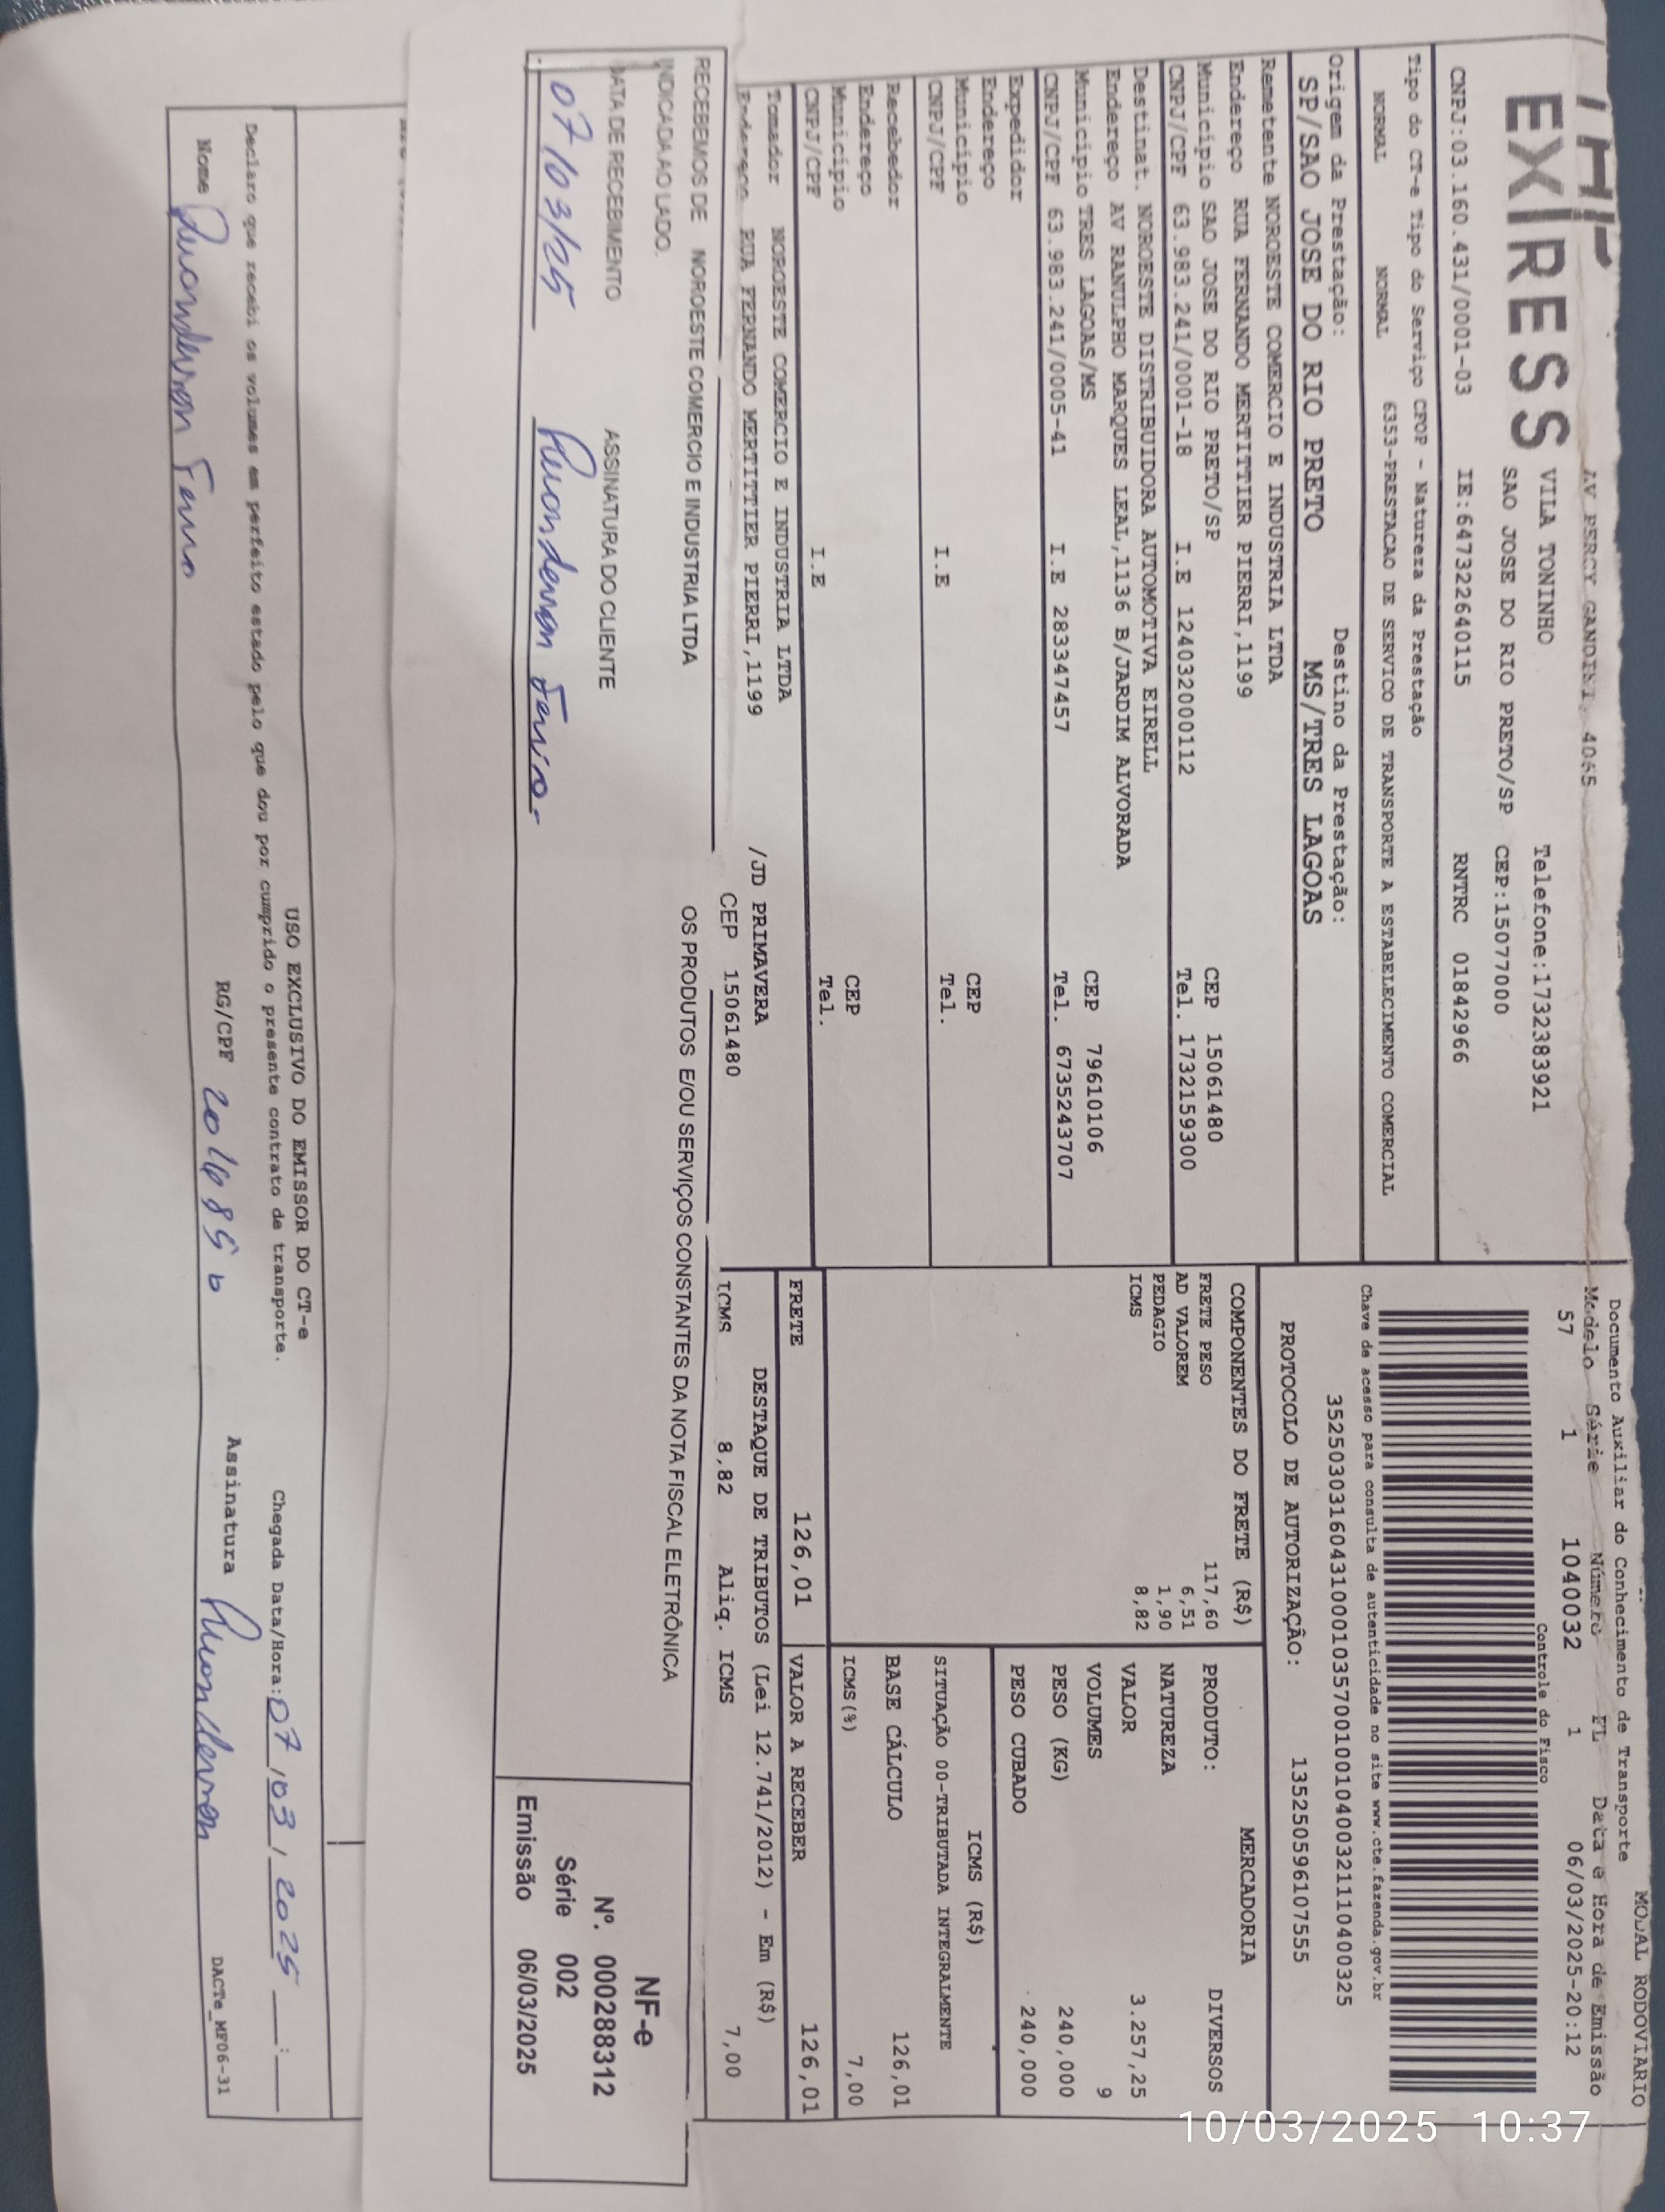 EXPRESS
AV PERCY GANDINI, 4065
VILA TONINHO Telefone:1732383921
SAO JOSE DO RIO PRETO/SP CEP:15077000
CNPJ:03.160.431/0001-03 IE:647322640115 RNTRC 01842966
Tipo do CT-e Tipo do Serviço CFOP - Natureza da Prestação
NORMAL NORMAL 6353-PRESTACAO DE SERVICO DE TRANSPORTE A ESTABELECIMENTO COMERCIAL
Origem da Prestação: Destino da Prestação:
SP/SAO JOSE DO RIO PRETO MS/TRES LAGOAS
MODAL RODOVIARIO
Documento Auxiliar do Conhecimento de Transporte
Modelo Série Número FL Data e Hora de Emissão
57 1 1040032 1 06/03/2025-20:12
Controle do Fisco
Chave de acesso para consulta de autenticidade no site www.cte.fazenda.gov.br
35250303160431000103570010010400321111040​0325
PROTOCOLO DE AUTORIZAÇÃO: 135250596107555
Remetente NOROESTE COMERCIO E INDUSTRIA LTDA
Endereço RUA FERNANDO MERTITTIER PIERRI,1199
Municipio SAO JOSE DO RIO PRETO/SP CEP 15061480
CNPJ/CPF 63.983.241/0001-18 I.E 124032000112 Tel. 1732159300
Destinat. NOROESTE DISTRIBUIDORA AUTOMOTIVA EIRELL
Endereço AV RANULPHO MARQUES LEAL,1136 B/JARDIM ALVORADA
Municipio TRES LAGOAS/MS CEP 79610106
CNPJ/CPF 63.983.241/0005-41 I.E 283347457 Tel. 6735243707
Expedidor
Endereço
Municipio CEP
CNPJ/CPF I.E Tel.
Recebedor
Endereço
Municipio CEP
CNPJ/CPF I.E Tel.
Tomador NOROESTE COMERCIO E INDUSTRIA LTDA
Endereço RUA FERNANDO MERTITTIER PIERRI,1199 /JD PRIMAVERA
CEP 15061480
COMPONENTES DO FRETE (R$)
FRETE PESO 117,60
AD VALOREM 6,51
PEDAGIO 1,90
ICMS 8,82
MERCADORIA
PRODUTO: DIVERSOS
NATUREZA
VALOR 3.257,25
VOLUMES 9
PESO (KG) 240,000
PESO CUBADO 240,000
ICMS (R$)
SITUAÇÃO 00-TRIBUTADA INTEGRALMENTE
BASE CÁLCULO 126,01
ICMS(%) 7,00
FRETE 126,01 VALOR A RECEBER 126,01
DESTAQUE DE TRIBUTOS (Lei 12.741/2012) - Em (R$)
ICMS 8,82 Aliq. ICMS 7,00
RECEBEMOS DE NOROESTE COMERCIO E INDUSTRIA LTDA OS PRODUTOS E/OU SERVIÇOS CONSTANTES DA NOTA FISCAL ELETRÔNICA
INDICADA AO LADO.
DATA DE RECEBIMENTO ASSINATURA DO CLIENTE
07/03/25
NF-e
Nº. 000288312
Série 002
Emissão 06/03/2025
USO EXCLUSIVO DO EMISSOR DO CT-e
Declaro que recebi os volumes em perfeito estado pelo que dou por cumprido o presente contrato de transporte.
Chegada Data/Hora: 07/03/2025 __:__
Nome RG/CPF Assinatura
DACTe_MF06-31
10/03/2025 10:37